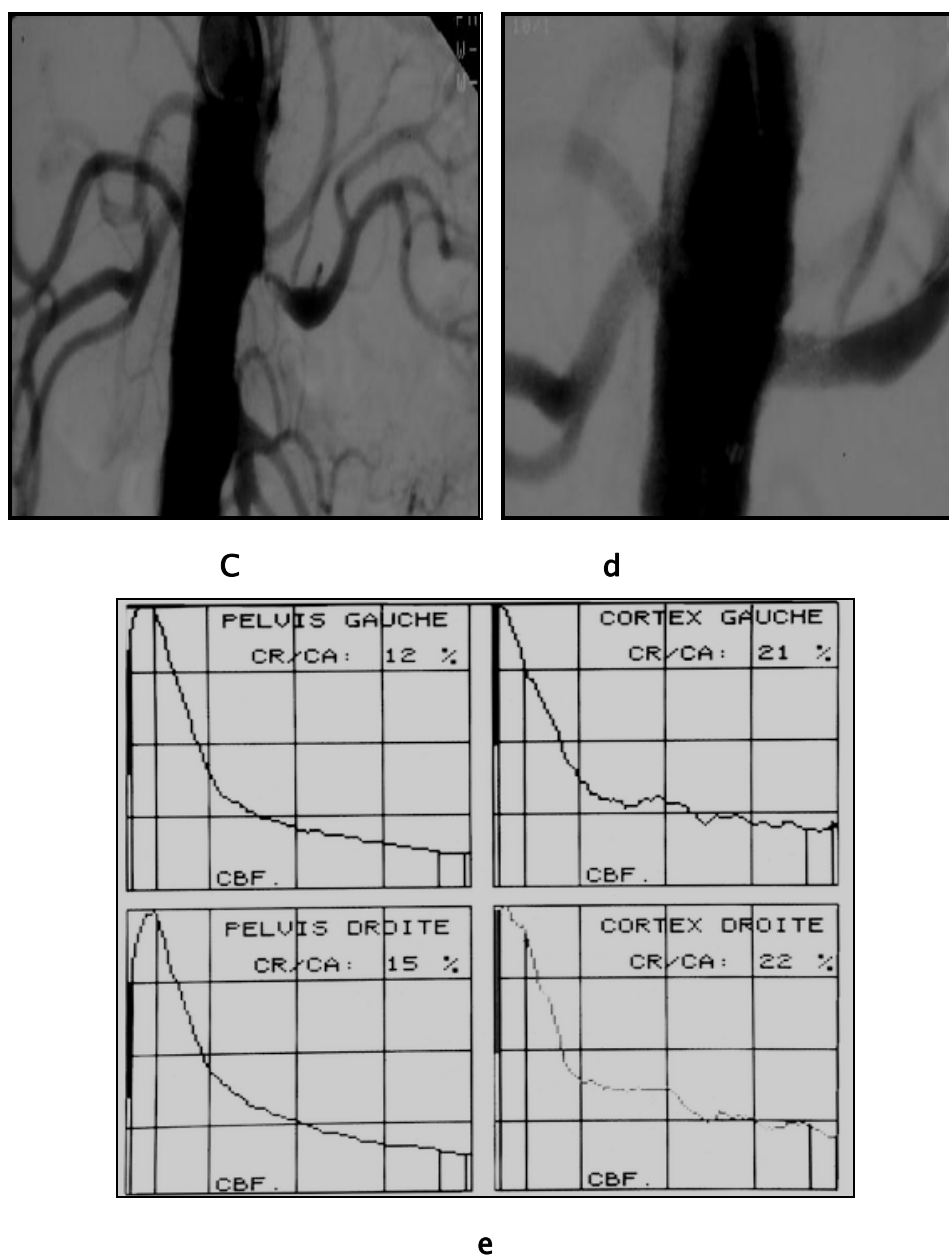 C
d
PELVIS GAUCHE
CR/CA: 12 %
CBF.
CORTEX GAUCHE
CR/CA: 21 %
CBF.
PELVIS DROITE
CR/CA: 15 %
CBF.
CORTEX DROITE
CR/CA: 22 %
CBF.
e